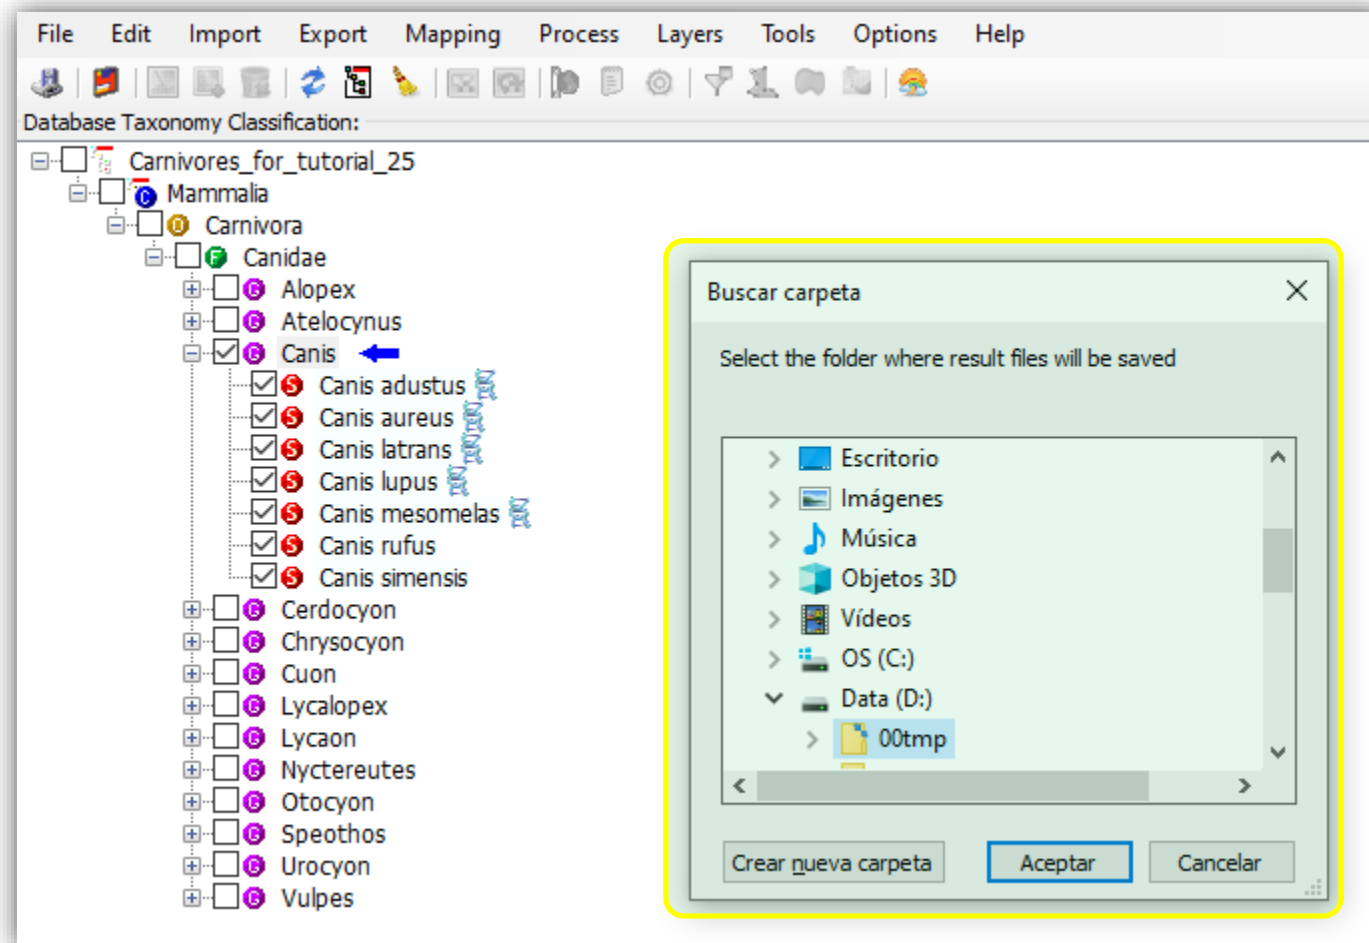 File Edit Import Export Mapping Process Layers Tools Options Help
Database Taxonomy Classification:
Carnivores_for_tutorial_25
C Mammalia
O Carnivora
F Canidae
G Alopex
G Atelocynus
G Canis
S Canis adustus
S Canis aureus
S Canis latrans
S Canis lupus
S Canis mesomelas
S Canis rufus
S Canis simensis
G Cerdocyon
G Chrysocyon
G Cuon
G Lycalopex
G Lycaon
G Nyctereutes
G Otocyon
G Speothos
G Urocyon
G Vulpes
Buscar carpeta
Select the folder where result files will be saved
Escritorio
Imágenes
Música
Objetos 3D
Vídeos
OS (C:)
Data (D:)
00tmp
Crear nueva carpeta Aceptar Cancelar